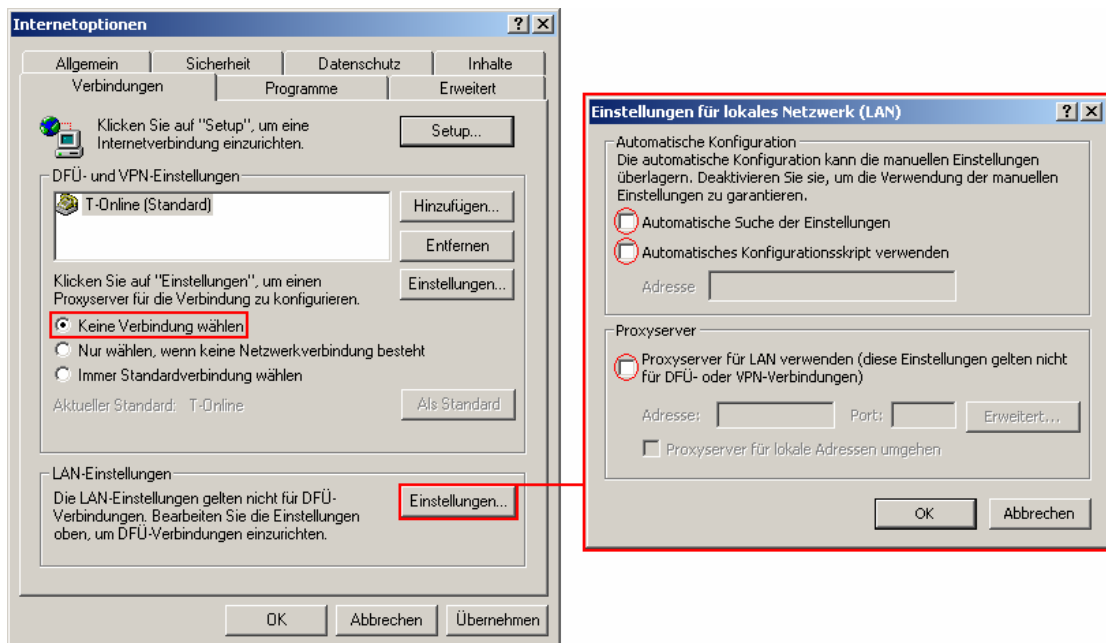 Internetoptionen
Allgemein Sicherheit Datenschutz Inhalte
Verbindungen Programme Erweitert
Klicken Sie auf "Setup", um eine
Internetverbindung einzurichten.
Setup...
DFÜ- und VPN-Einstellungen
T-Online (Standard)
Hinzufügen...
Entfernen
Klicken Sie auf "Einstellungen", um einen
Proxyserver für die Verbindung zu konfigurieren.
Einstellungen...
Keine Verbindung wählen
Nur wählen, wenn keine Netzwerkverbindung besteht
Immer Standardverbindung wählen
Aktueller Standard: T-Online
Als Standard
LAN-Einstellungen
Die LAN-Einstellungen gelten nicht für DFÜ-
Verbindungen. Bearbeiten Sie die Einstellungen
oben, um DFÜ-Verbindungen einzurichten.
Einstellungen...
OK Abbrechen Übernehmen
Einstellungen für lokales Netzwerk (LAN)
Automatische Konfiguration
Die automatische Konfiguration kann die manuellen Einstellungen
überlagern. Deaktivieren Sie sie, um die Verwendung der manuellen
Einstellungen zu garantieren.
Automatische Suche der Einstellungen
Automatisches Konfigurationsskript verwenden
Adresse
Proxyserver
Proxyserver für LAN verwenden (diese Einstellungen gelten nicht
für DFÜ- oder VPN-Verbindungen)
Adresse: Port: Erweitert...
Proxyserver für lokale Adressen umgehen
OK Abbrechen